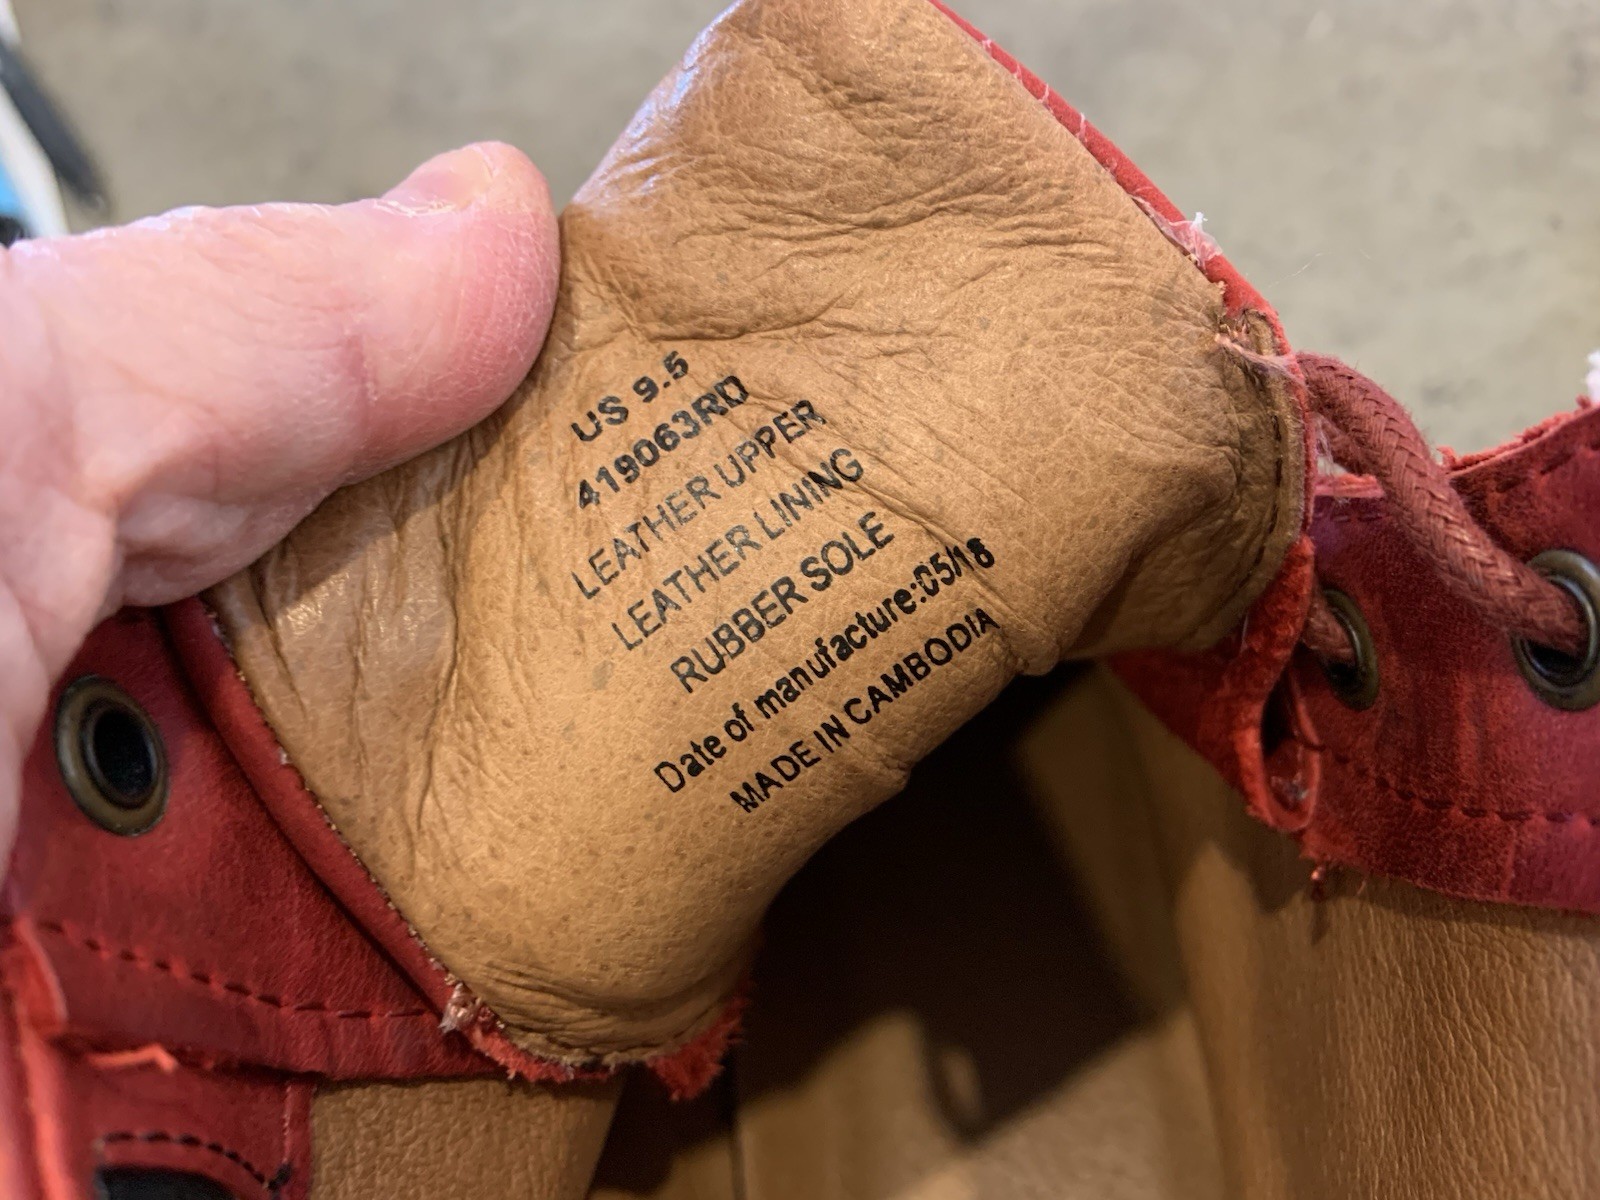 US 9.5
419063RD
LEATHER UPPER
LEATHER LINING
RUBBER SOLE
Date of manufacture:05/18
MADE IN CAMBODIA